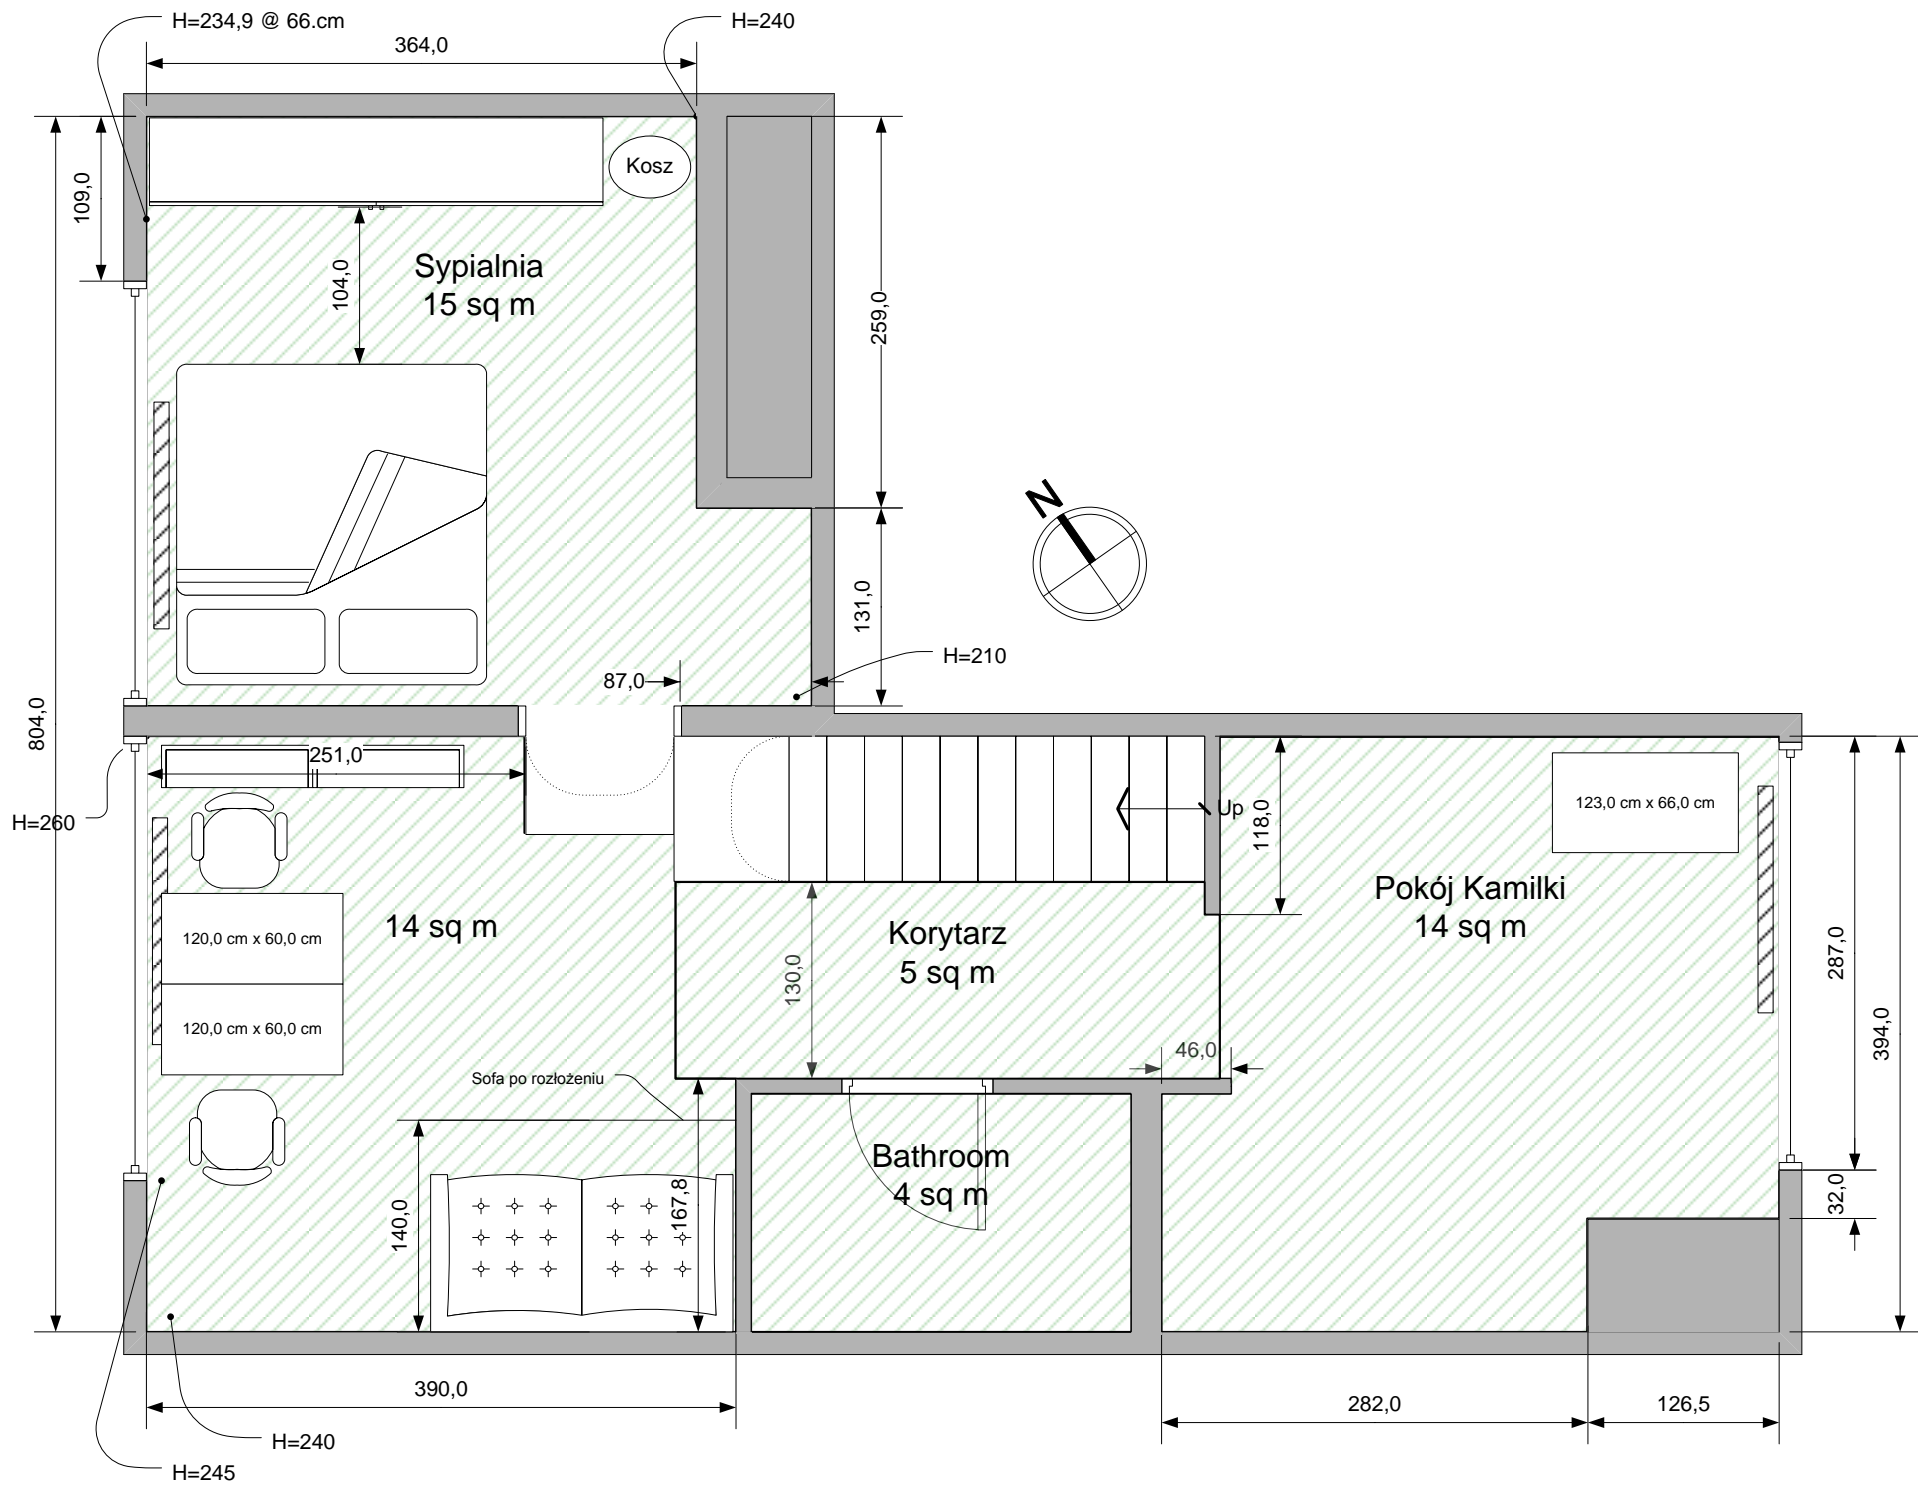 H=234,9 @ 66.cm
H=240
364,0
109,0
Kosz
Sypialnia
15 sq m
104,0
259,0
N
131,0
H=210
87,0
804,0
251,0
H=260
Up
118,0
123,0 cm x 66,0 cm
Pokój Kamilki
14 sq m
14 sq m
120,0 cm x 60,0 cm
120,0 cm x 60,0 cm
Korytarz
5 sq m
130,0
287,0
394,0
46,0
Sofa po rozłożeniu
Bathroom
4 sq m
140,0
167,8
32,0
390,0
282,0
126,5
H=240
H=245